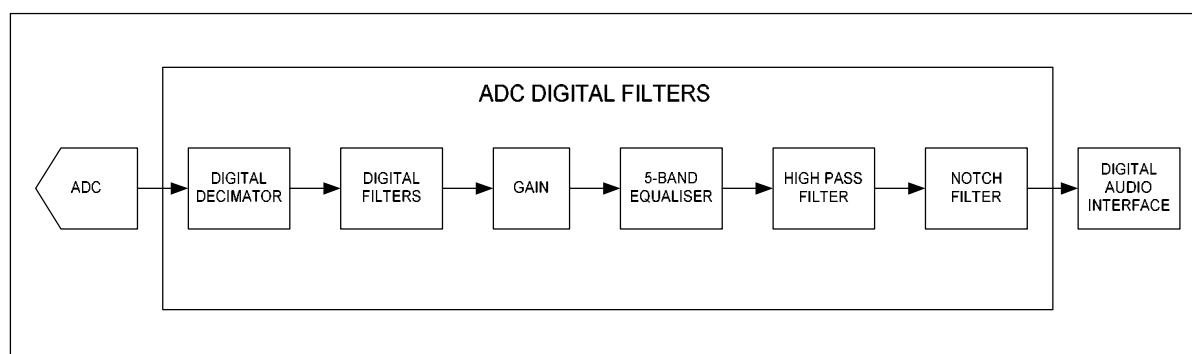 ADC DIGITAL FILTERS
ADC
DIGITAL
DECIMATOR
DIGITAL
FILTERS
GAIN
5-BAND
EQUALISER
HIGH PASS
FILTER
NOTCH
FILTER
DIGITAL
AUDIO
INTERFACE